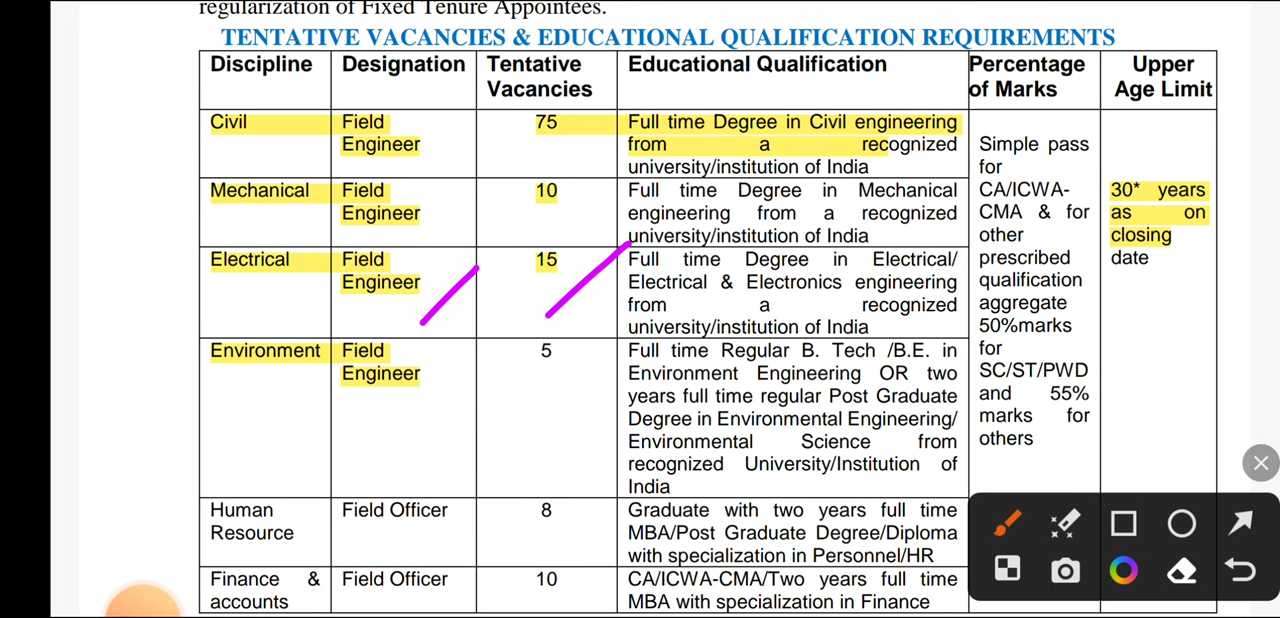 regularization of Fixed Tenure Appointees.
TENTATIVE VACANCIES & EDUCATIONAL QUALIFICATION REQUIREMENTS
Discipline Designation Tentative Vacancies Educational Qualification Percentage of Marks Upper Age Limit
Civil Field Engineer 75 Full time Degree in Civil engineering from a recognized university/institution of India
Mechanical Field Engineer 10 Full time Degree in Mechanical engineering from a recognized university/institution of India
Electrical Field Engineer 15 Full time Degree in Electrical/ Electrical & Electronics engineering from a recognized university/institution of India
Environment Field Engineer 5 Full time Regular B. Tech /B.E. in Environment Engineering OR two years full time regular Post Graduate Degree in Environmental Engineering/ Environmental Science from recognized University/Institution of India
Human Resource Field Officer 8 Graduate with two years full time MBA/Post Graduate Degree/Diploma with specialization in Personnel/HR
Finance & accounts Field Officer 10 CA/ICWA-CMA/Two years full time MBA with specialization in Finance
Simple pass for CA/ICWA-CMA & for other prescribed qualification aggregate 50%marks for SC/ST/PWD and 55% marks for others
30* years as on closing date